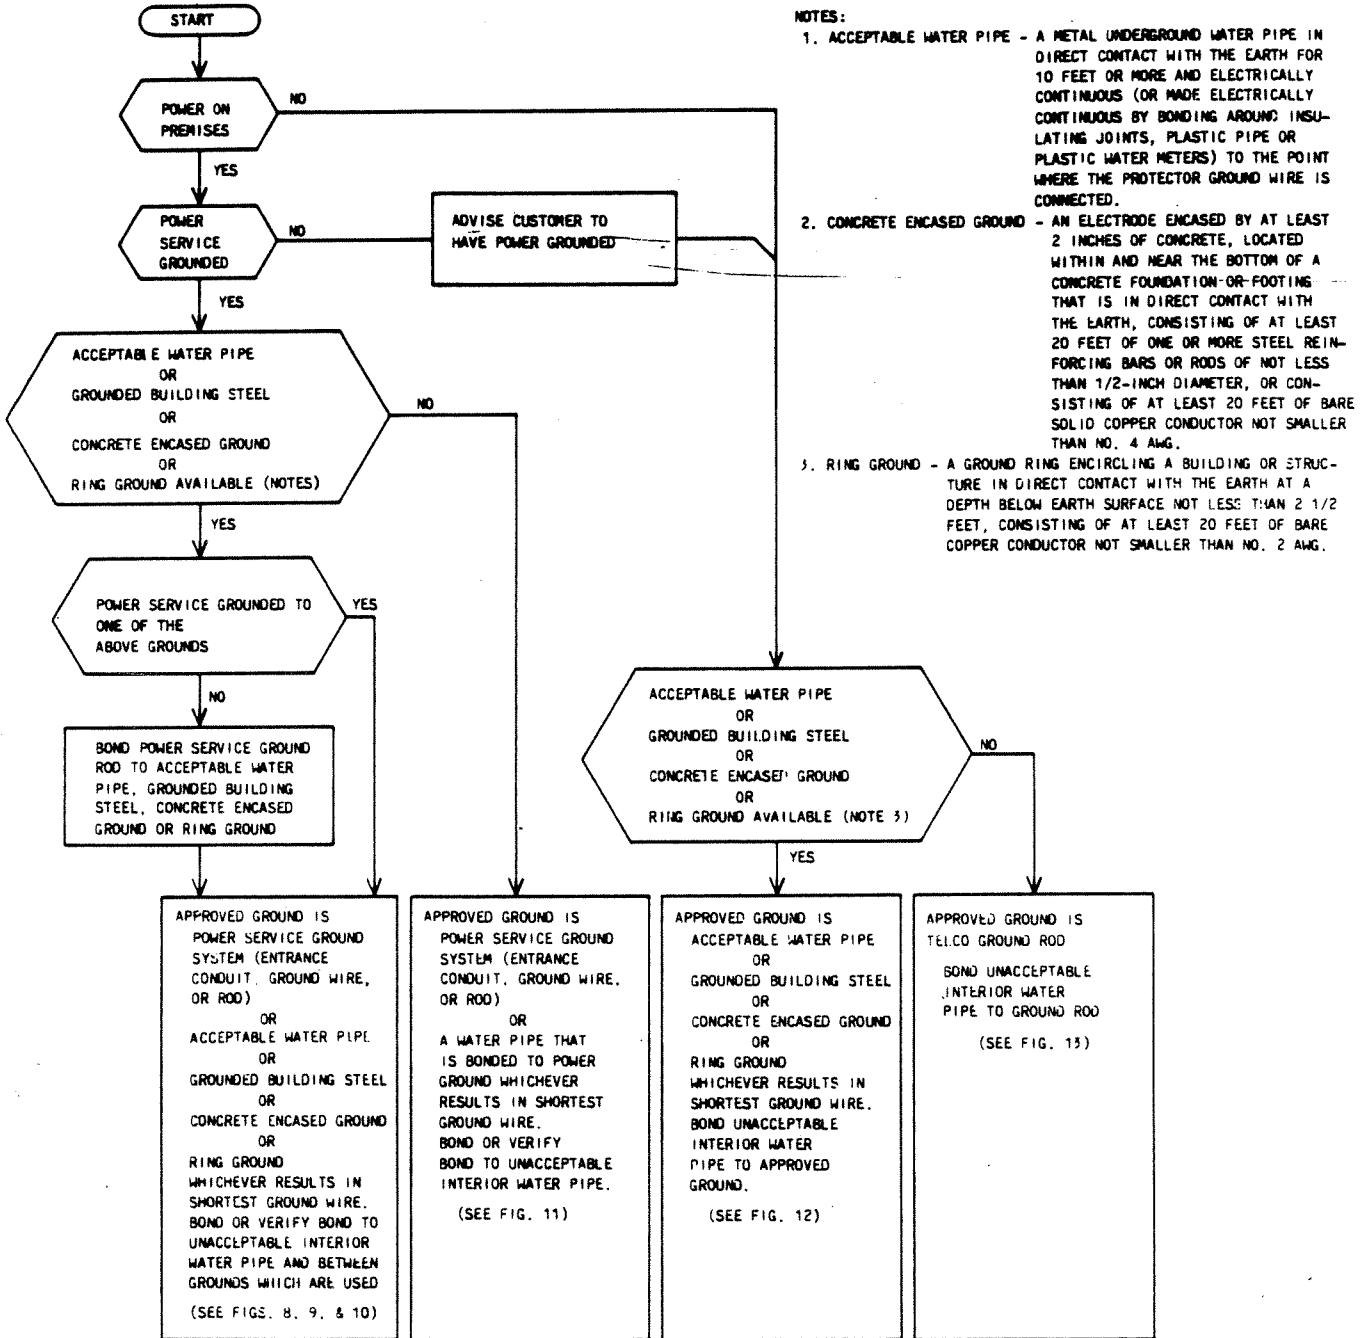 START
POWER ON
PREMISES
NO
YES
POWER
SERVICE
GROUNDED
NO
ADVISE CUSTOMER TO
HAVE POWER GROUNDED
YES
ACCEPTABLE WATER PIPE
OR
GROUNDED BUILDING STEEL
OR
CONCRETE ENCASED GROUND
OR
RING GROUND AVAILABLE (NOTES)
NO
YES
POWER SERVICE GROUNDED TO
ONE OF THE
ABOVE GROUNDS
YES
NO
BOND POWER SERVICE GROUND
ROD TO ACCEPTABLE WATER
PIPE, GROUNDED BUILDING
STEEL, CONCRETE ENCASED
GROUND OR RING GROUND
NOTES:
1. ACCEPTABLE WATER PIPE - A METAL UNDERGROUND WATER PIPE IN
DIRECT CONTACT WITH THE EARTH FOR
10 FEET OR MORE AND ELECTRICALLY
CONTINUOUS (OR MADE ELECTRICALLY
CONTINUOUS BY BONDING AROUND INSU-
LATING JOINTS, PLASTIC PIPE OR
PLASTIC WATER METERS) TO THE POINT
WHERE THE PROTECTOR GROUND WIRE IS
CONNECTED.
2. CONCRETE ENCASED GROUND - AN ELECTRODE ENCASED BY AT LEAST
2 INCHES OF CONCRETE, LOCATED
WITHIN AND NEAR THE BOTTOM OF A
CONCRETE FOUNDATION OR FOOTING
THAT IS IN DIRECT CONTACT WITH
THE EARTH, CONSISTING OF AT LEAST
20 FEET OF ONE OR MORE STEEL REIN-
FORCING BARS OR RODS OF NOT LESS
THAN 1/2-INCH DIAMETER, OR CON-
SISTING OF AT LEAST 20 FEET OF BARE
SOLID COPPER CONDUCTOR NOT SMALLER
THAN NO. 4 AWG.
3. RING GROUND - A GROUND RING ENCIRCLING A BUILDING OR STRUC-
TURE IN DIRECT CONTACT WITH THE EARTH AT A
DEPTH BELOW EARTH SURFACE NOT LESS THAN 2 1/2
FEET, CONSISTING OF AT LEAST 20 FEET OF BARE
COPPER CONDUCTOR NOT SMALLER THAN NO. 2 AWG.
ACCEPTABLE WATER PIPE
OR
GROUNDED BUILDING STEEL
OR
CONCRETE ENCASED GROUND
OR
RING GROUND AVAILABLE (NOTE 3)
NO
YES
APPROVED GROUND IS
POWER SERVICE GROUND
SYSTEM (ENTRANCE
CONDUIT, GROUND WIRE,
OR ROD)
OR
ACCEPTABLE WATER PIPE
OR
GROUNDED BUILDING STEEL
OR
CONCRETE ENCASED GROUND
OR
RING GROUND
WHICHEVER RESULTS IN
SHORTEST GROUND WIRE.
BOND OR VERIFY BOND TO
UNACCEPTABLE INTERIOR
WATER PIPE AND BETWEEN
GROUNDS WHICH ARE USED
(SEE FIGS. 8, 9, & 10)
APPROVED GROUND IS
POWER SERVICE GROUND
SYSTEM (ENTRANCE
CONDUIT, GROUND WIRE,
OR ROD)
OR
A WATER PIPE THAT
IS BONDED TO POWER
GROUND WHICHEVER
RESULTS IN SHORTEST
GROUND WIRE.
BOND OR VERIFY
BOND TO UNACCEPTABLE
INTERIOR WATER PIPE.
(SEE FIG. 11)
APPROVED GROUND IS
ACCEPTABLE WATER PIPE
OR
GROUNDED BUILDING STEEL
OR
CONCRETE ENCASED GROUND
OR
RING GROUND
WHICHEVER RESULTS IN
SHORTEST GROUND WIRE.
BOND UNACCEPTABLE
INTERIOR WATER
PIPE TO APPROVED
GROUND.
(SEE FIG. 12)
APPROVED GROUND IS
TELCO GROUND ROD
BOND UNACCEPTABLE
INTERIOR WATER
PIPE TO GROUND ROD
(SEE FIG. 13)